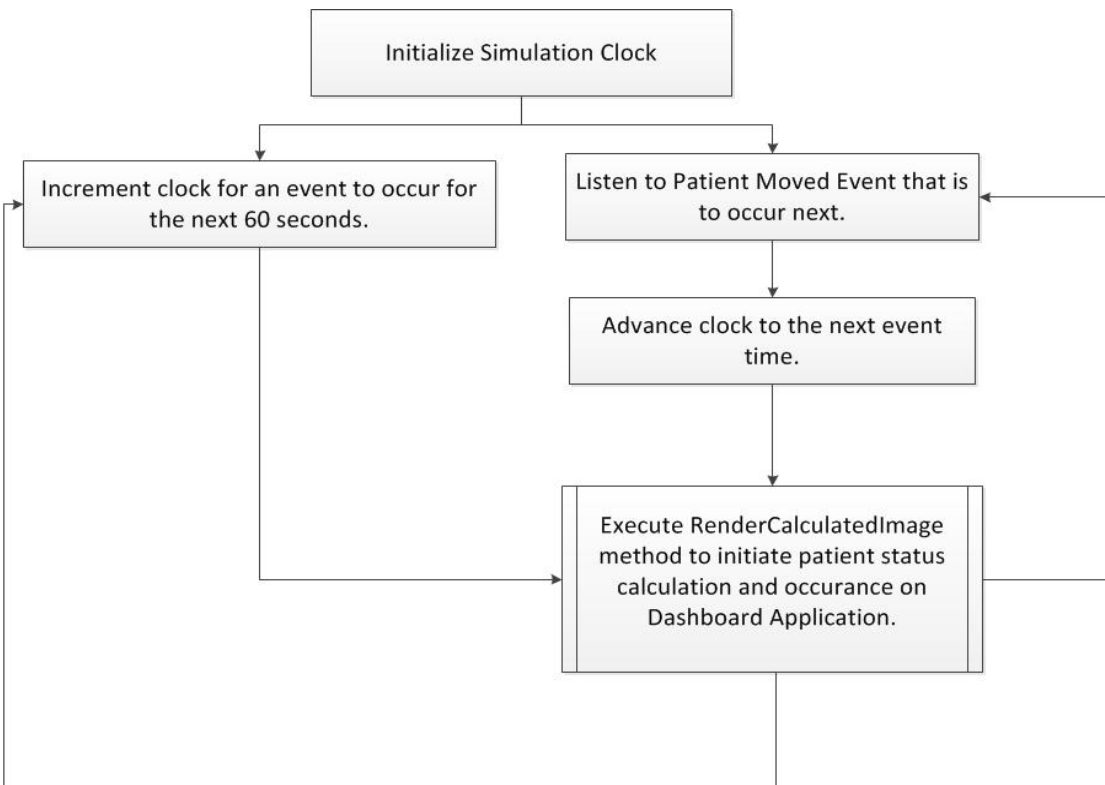 Initialize Simulation Clock
Increment clock for an event to occur for
the next 60 seconds.
Listen to Patient Moved Event that is
to occur next.
Advance clock to the next event
time.
Execute RenderCalculatedImage
method to initiate patient status
calculation and occurance on
Dashboard Application.